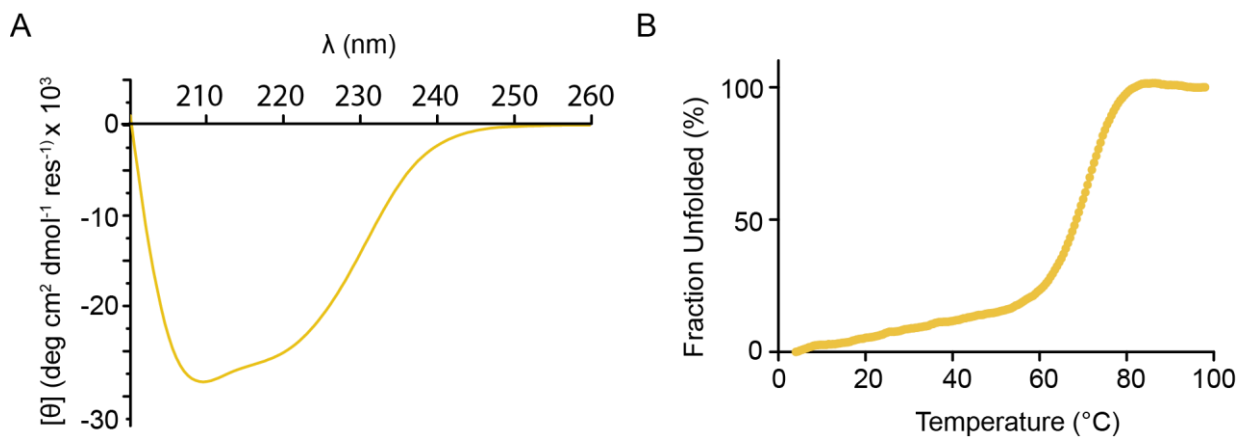 A
λ (nm)
210 220 230 240 250 260
0
-10
-20
-30
[θ] (deg cm² dmol⁻¹ res⁻¹⁾ x 10³
B
100
50
0
Fraction Unfolded (%)
0 20 40 60 80 100
Temperature (°C)